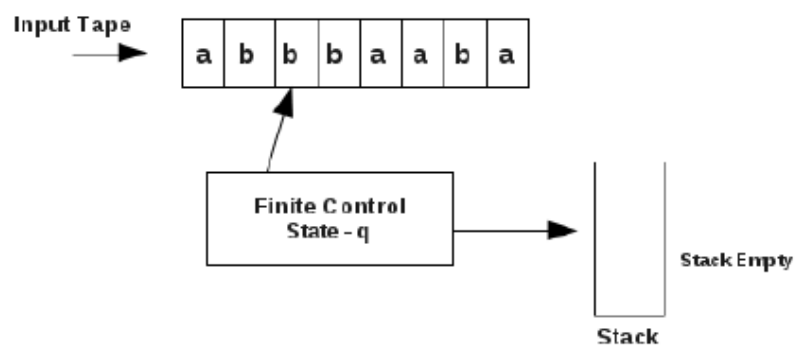 Input Tape
a b b b a a b a
Finite Control
State - q
Stack Empty
Stack